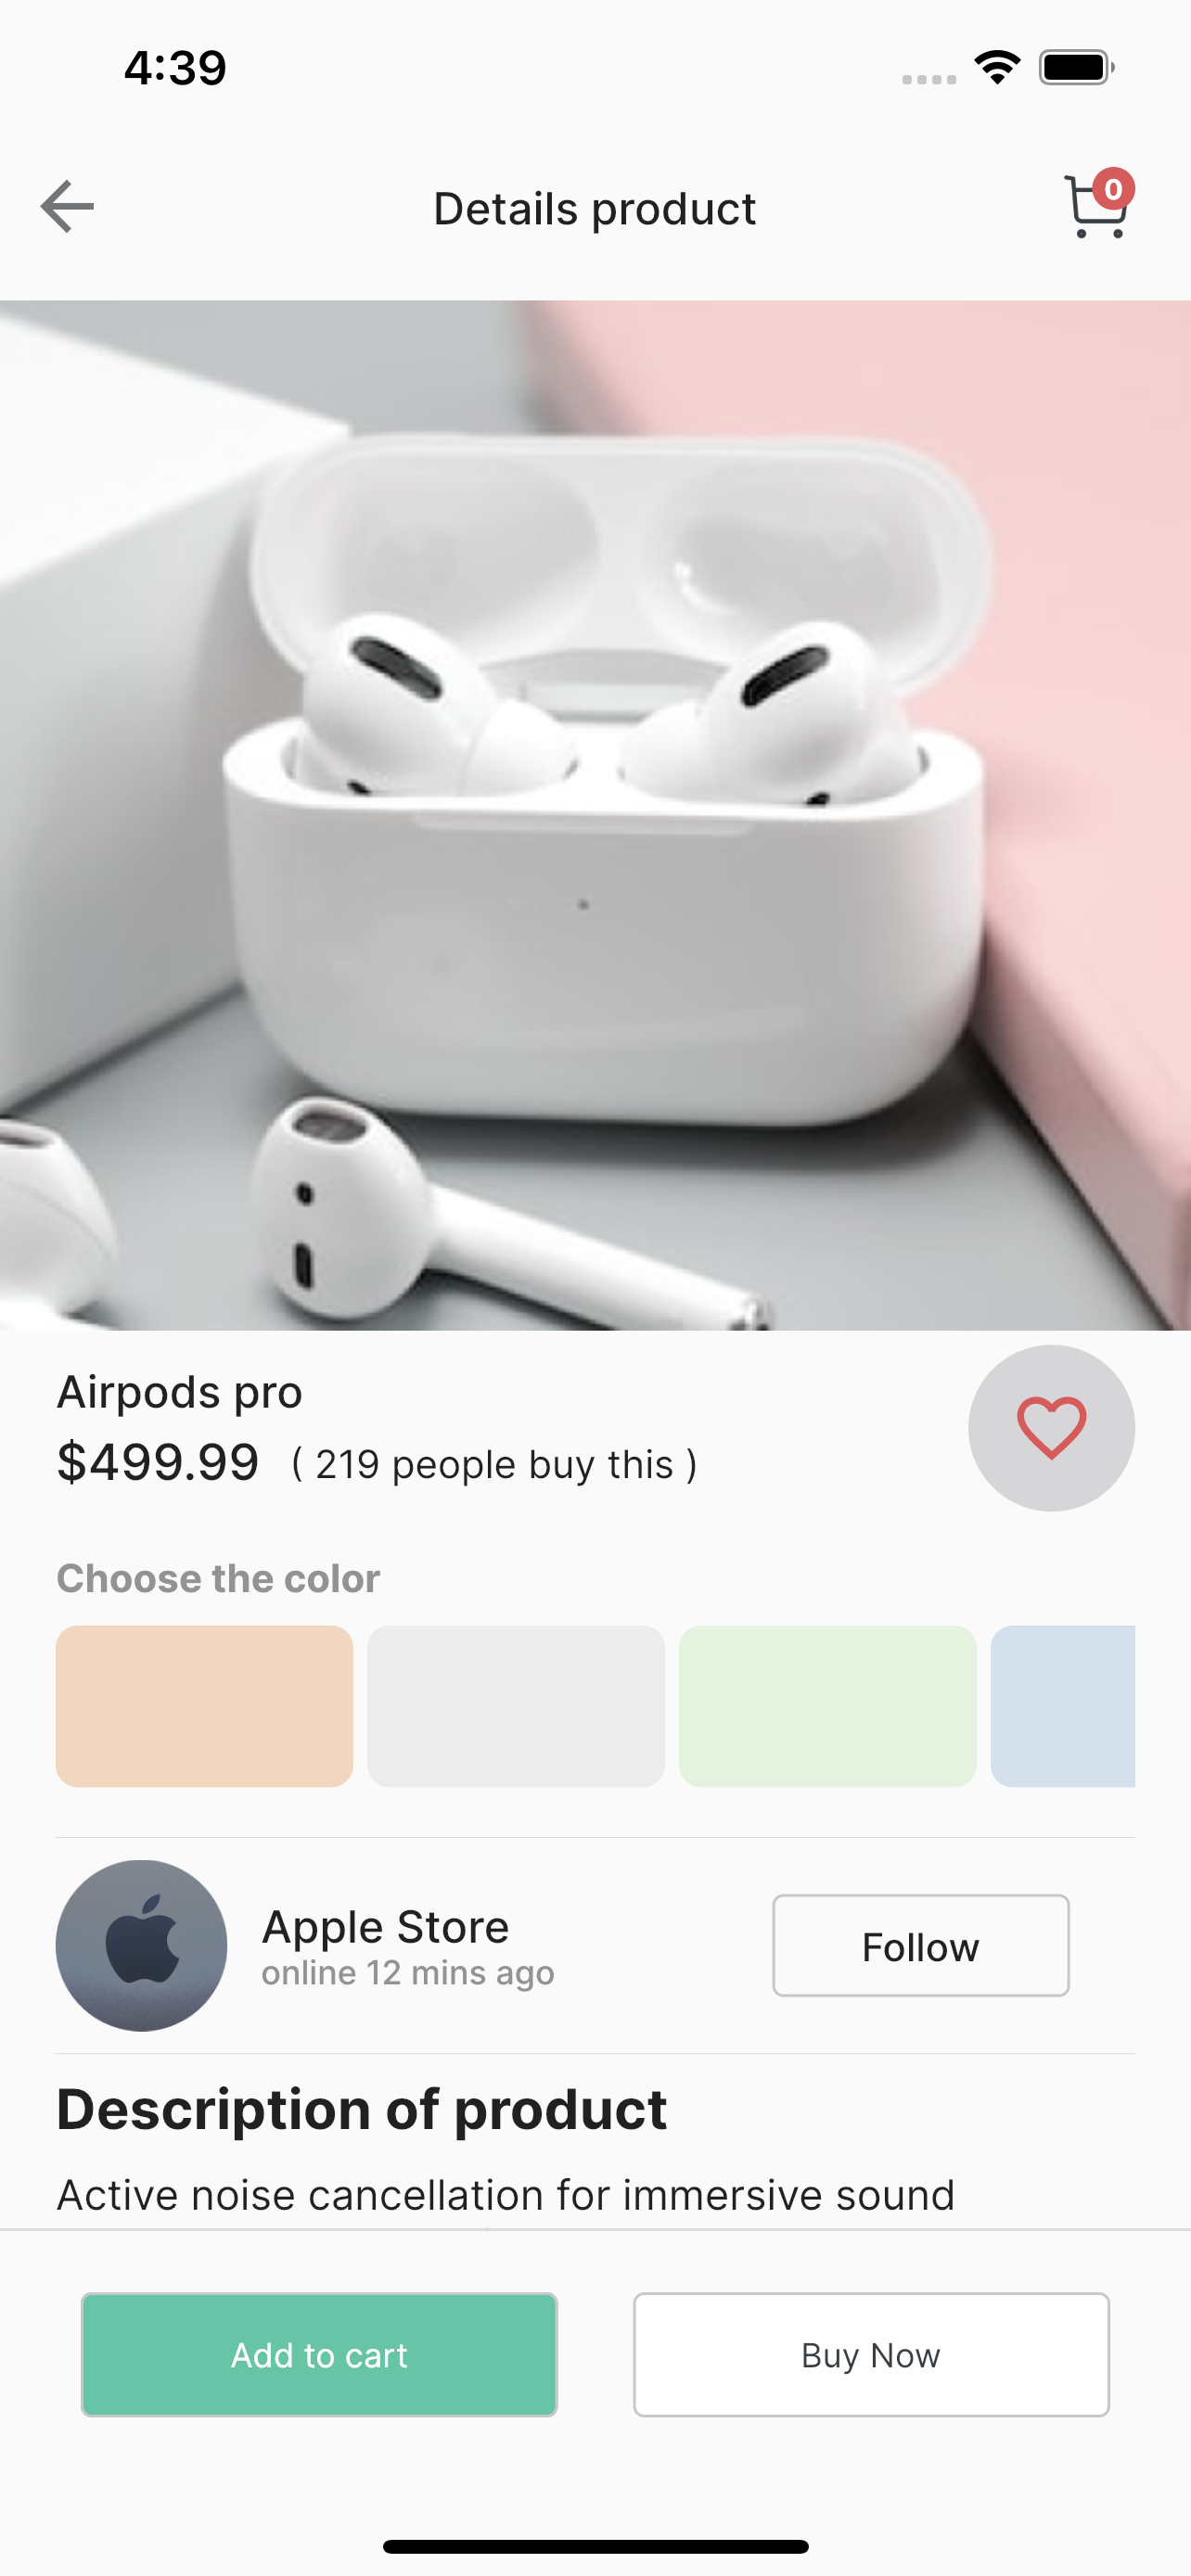 4:39
Details product
0
Airpods pro
$499.99 ( 219 people buy this )
Choose the color
Apple Store
online 12 mins ago
Follow
Description of product
Active noise cancellation for immersive sound
Add to cart
Buy Now